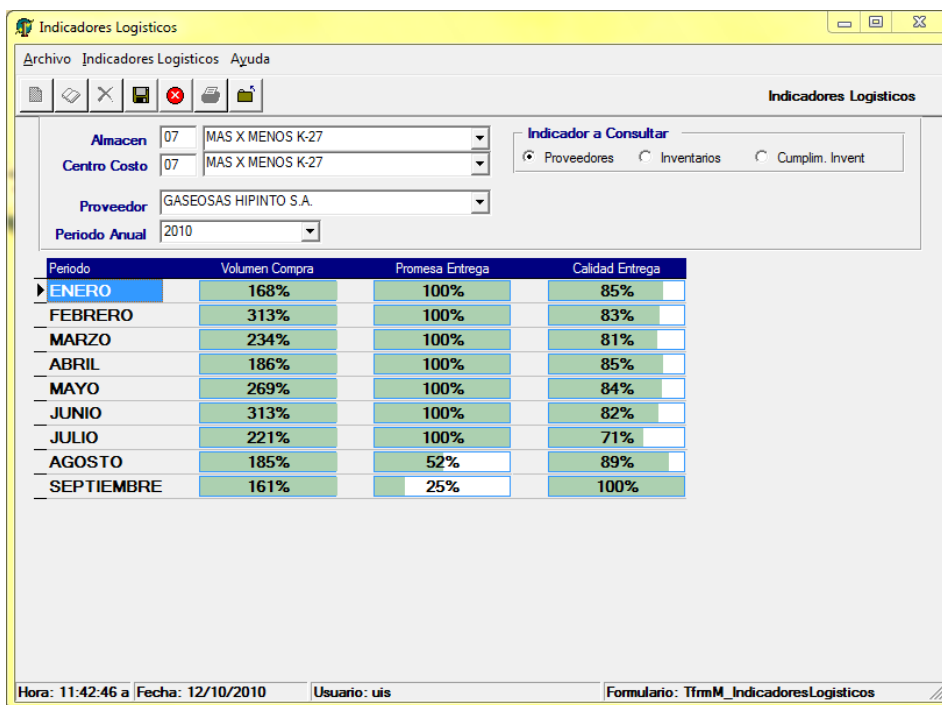 Indicadores Logisticos
Archivo Indicadores Logisticos Ayuda
Indicadores Logisticos
Almacen 07 MAS X MENOS K-27
Centro Costo 07 MAS X MENOS K-27
Proveedor GASEOSAS HIPINTO S.A.
Periodo Anual 2010
Indicador a Consultar
Proveedores Inventarios Cumplim. Invent
Periodo Volumen Compra Promesa Entrega Calidad Entrega
ENERO 168% 100% 85%
FEBRERO 313% 100% 83%
MARZO 234% 100% 81%
ABRIL 186% 100% 85%
MAYO 269% 100% 84%
JUNIO 313% 100% 82%
JULIO 221% 100% 71%
AGOSTO 185% 52% 89%
SEPTIEMBRE 161% 25% 100%
Hora: 11:42:46 a Fecha: 12/10/2010 Usuario: uis Formulario: TfrmM_IndicadoresLogisticos